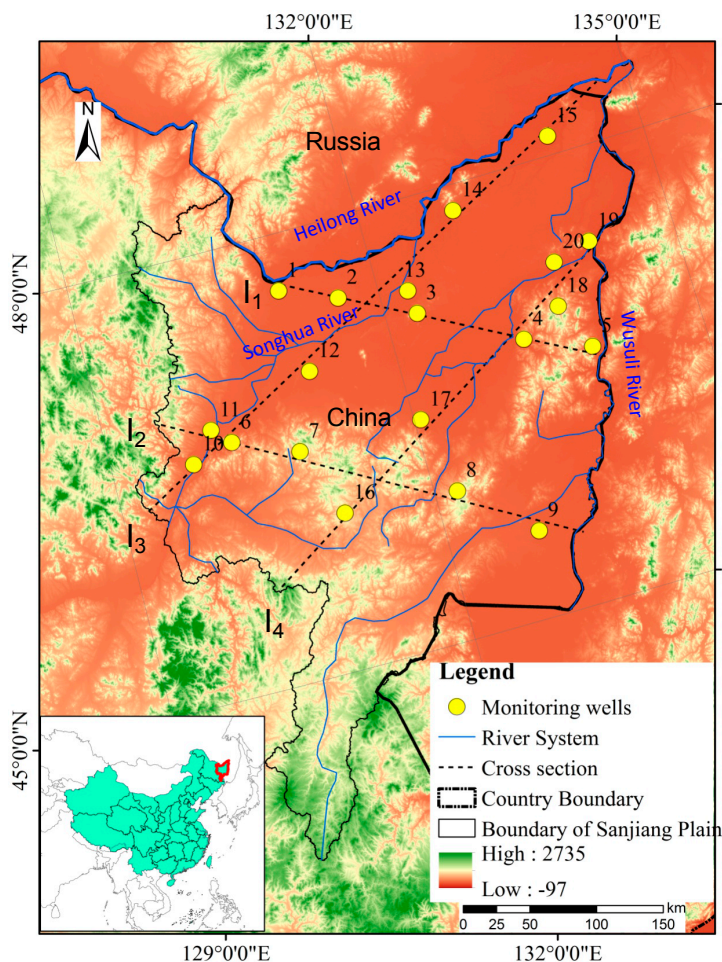 132°0'0"E
135°0'0"E
N
Russia
15
14
Heilong River
19
20
48°0'0"N
1
2
13
I1
3
18
Songhua River
4
5
Wusuli River
12
17
China
11
I2
6
7
10
8
16
9
I3
I4
Legend
Monitoring wells
River System
Cross section
Country Boundary
Boundary of Sanjiang Plain
High : 2735
Low : -97
km
0 25 50 100 150
45°0'0"N
129°0'0"E
132°0'0"E